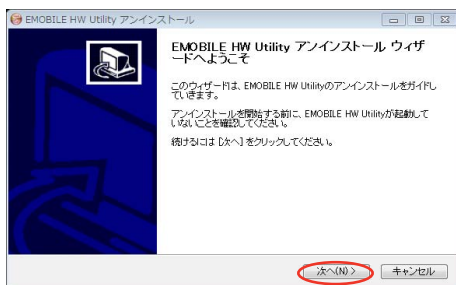 EMOBILE HW Utility アンインストール
EMOBILE HW Utility アンインストール ウィザ
ードへようこそ
このウィザードは、EMOBILE HW Utilityのアンインストールをガイドし
ていきます。
アンインストールを開始する前に、EMOBILE HW Utilityが起動して
いないことを確認してください。
続けるには [次へ] をクリックしてください。
次へ(N) >
キャンセル